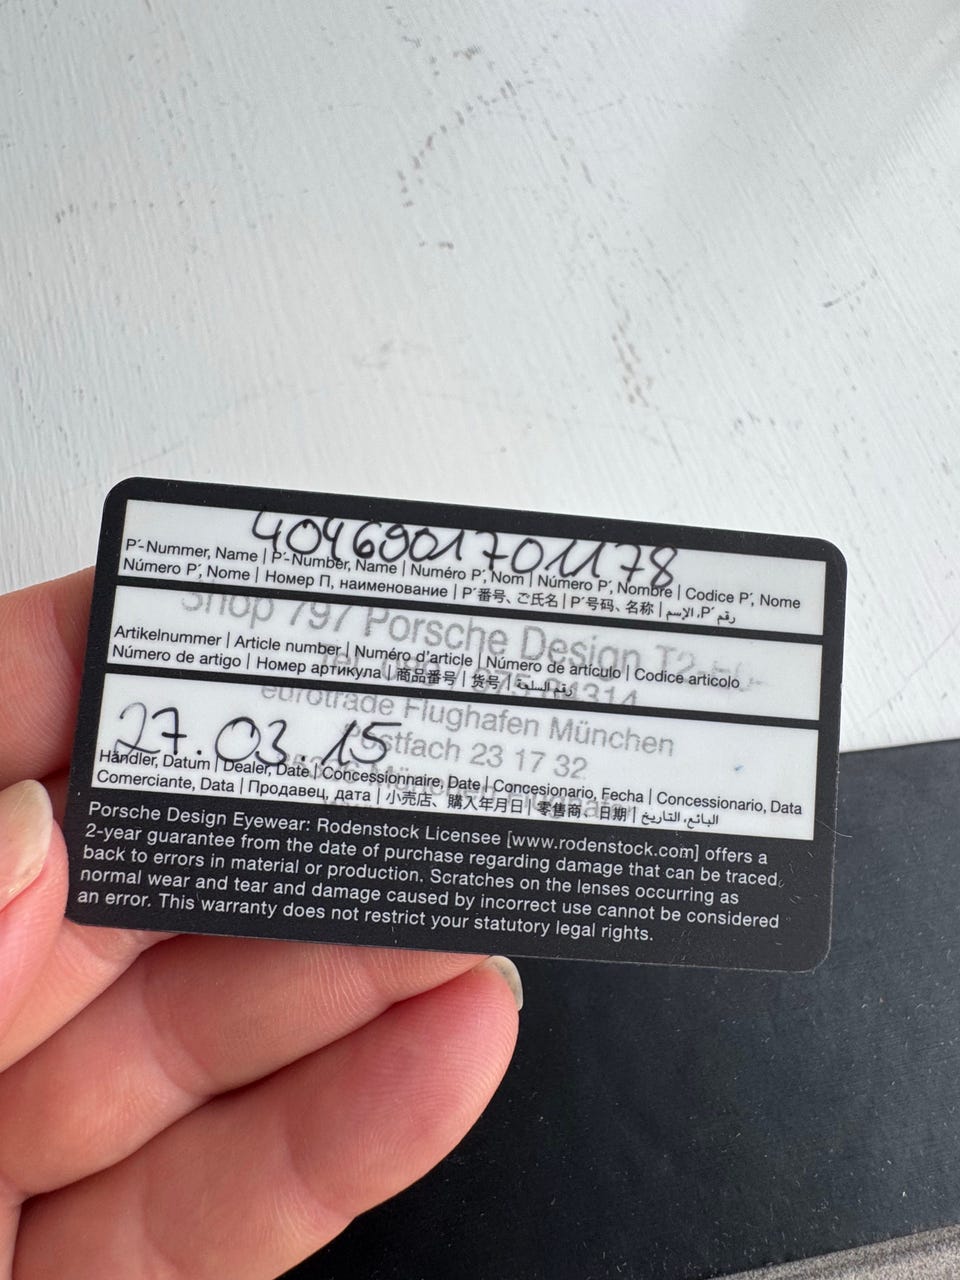 4046901701178
P´-Nummer, Name | P´-Number, Name | Numéro P´, Nom | Número P´, Nombre | Codice P´, Nome
Número P´, Nome | Номер П, наименование | P´番号、ご氏名 | P´号码、名称 | رقم P´، الإسم
Shop 797 Porsche Design T2
Artikelnummer | Article number | Numéro d'article | Número de artículo | Codice articolo
Número de artigo | Номер артикула | 商品番号 | 货号 | رقم السلعة
eurotrade Flughafen München
Postfach 23 17 32
27.03.15
Händler, Datum | Dealer, Date | Concessionnaire, Date | Concesionario, Fecha | Concessionario, Data
Comerciante, Data | Продавец, дата | 小売店、購入年月日 | 零售商、日期 | البائع، التاريخ
Porsche Design Eyewear: Rodenstock Licensee [www.rodenstock.com] offers a
2-year guarantee from the date of purchase regarding damage that can be traced
back to errors in material or production. Scratches on the lenses occurring as
normal wear and tear and damage caused by incorrect use cannot be considered
an error. This warranty does not restrict your statutory legal rights.